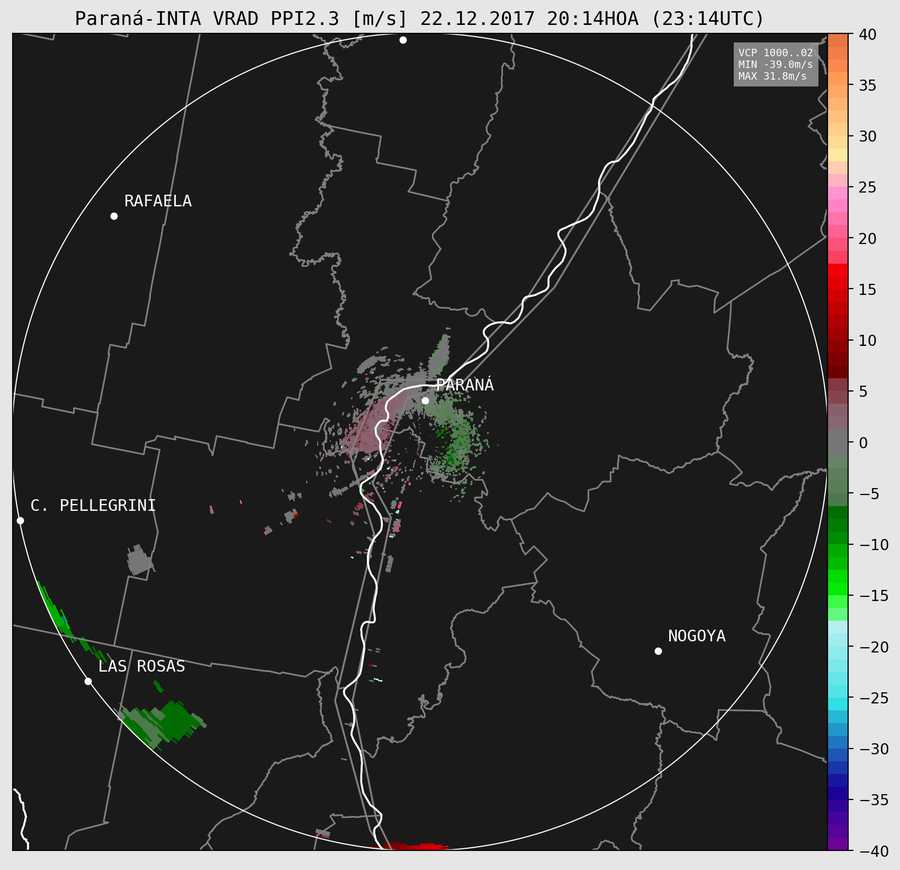 Paraná-INTA VRAD PPI2.3 [m/s] 22.12.2017 20:14HOA (23:14UTC)
VCP 1000..02
MIN -39.0m/s
MAX 31.8m/s
40
35
30
25
20
15
10
5
0
−5
−10
−15
−20
−25
−30
−35
−40
RAFAELA
PARANÁ
C. PELLEGRINI
NOGOYA
LAS ROSAS